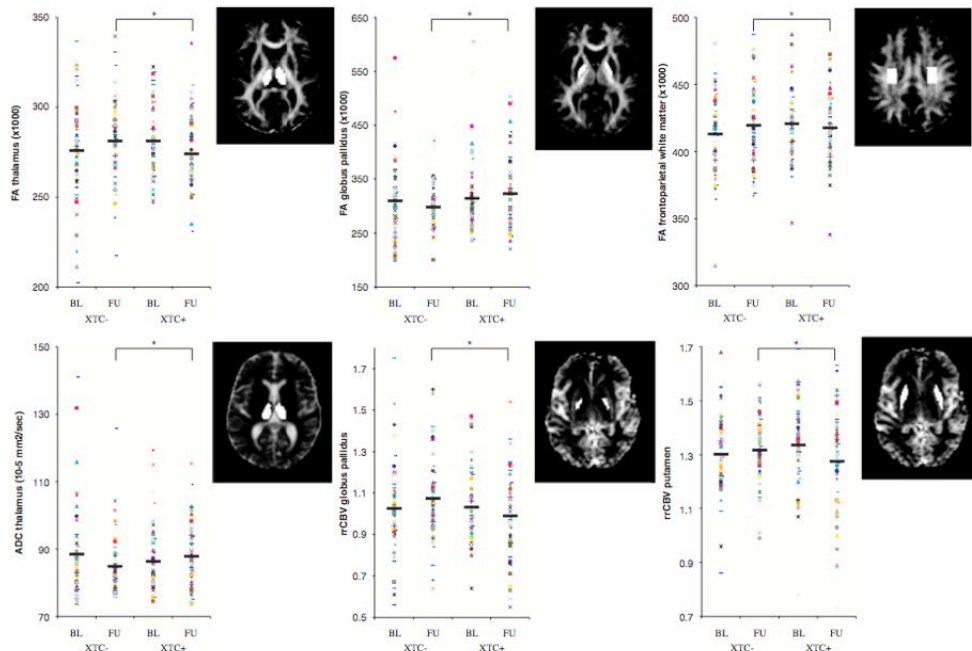 350
300
250
200
FA thalamus (x1000)
*
BL FU BL FU
XTC- XTC+
650
550
450
350
250
150
FA globus pallidus (x1000)
*
BL FU BL FU
XTC- XTC+
500
450
400
350
300
FA frontoparietal white matter (x1000)
*
BL FU BL FU
XTC- XTC+
150
130
110
90
70
ADC thalamus (10-5 mm2/sec)
*
BL FU BL FU
XTC- XTC+
1.7
1.5
1.3
1.1
0.9
0.7
0.5
rrCBV globus pallidus
*
BL FU BL FU
XTC- XTC+
1.7
1.5
1.3
1.1
0.9
0.7
rrCBV putamen
*
BL FU BL FU
XTC- XTC+